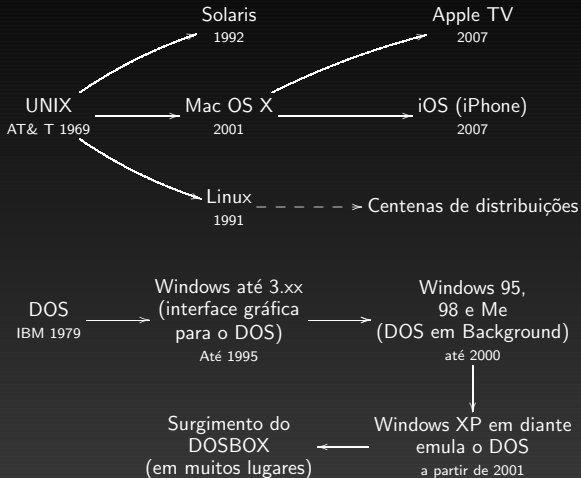 Solaris
1992
Apple TV
2007
UNIX
AT& T 1969
Mac OS X
2001
iOS (iPhone)
2007
Linux
1991
Centenas de distribuições
DOS
IBM 1979
Windows até 3.xx
(interface gráfica
para o DOS)
Até 1995
Windows 95,
98 e Me
(DOS em Background)
até 2000
Windows XP em diante
emula o DOS
a partir de 2001
Surgimento do
DOSBOX
(em muitos lugares)